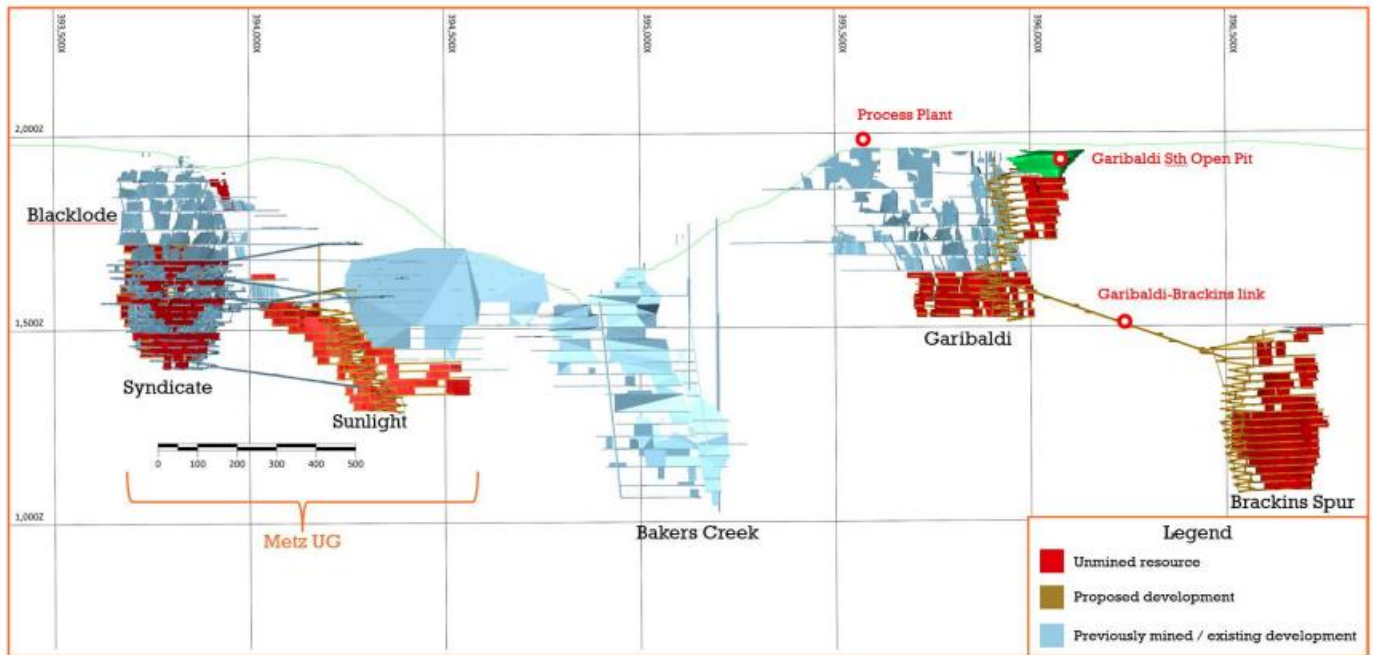 393,500X
394,000X
394,500X
395,000X
395,500X
396,000X
396,500X
2,000Z
Process Plant
Garibaldi Sth Open Pit
Blacklode
Garibaldi-Brackins link
1,500Z
Garibaldi
Syndicate
Sunlight
0 100 200 300 400 500
Brackins Spur
1,000Z
Metz UG
Bakers Creek
Legend
Unmined resource
Proposed development
Previously mined / existing development